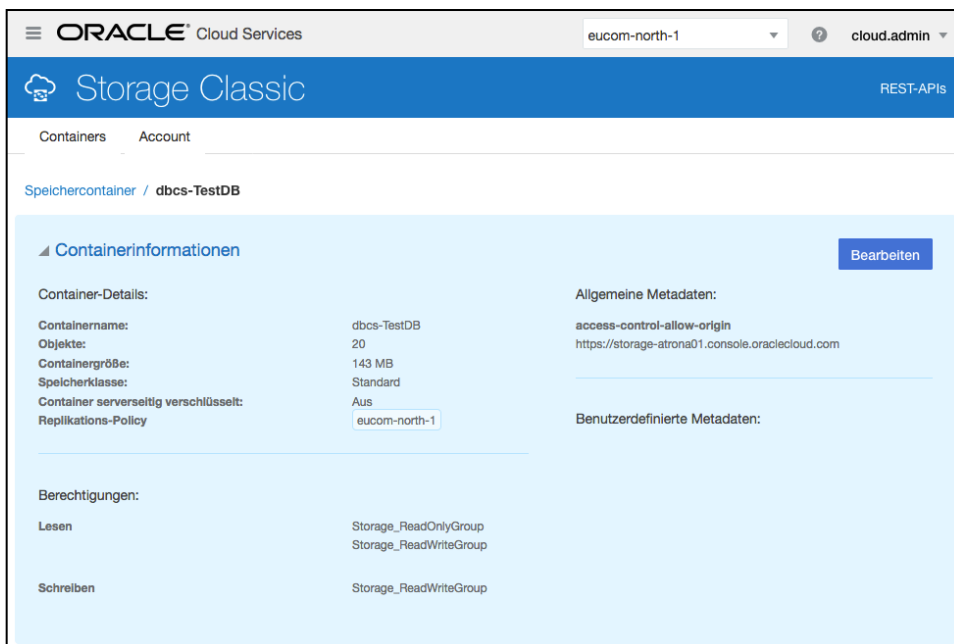 ORACLE® Cloud Services
eucom-north-1
cloud.admin
Storage Classic
REST-APIs
Containers Account
Speichercontainer / dbcs-TestDB
Containerinformationen
Bearbeiten
Container-Details:
Containername: dbcs-TestDB
Objekte: 20
Containergröße: 143 MB
Speicherklasse: Standard
Container serverseitig verschlüsselt: Aus
Replikations-Policy eucom-north-1
Allgemeine Metadaten:
access-control-allow-origin
https://storage-atrona01.console.oraclecloud.com
Benutzerdefinierte Metadaten:
Berechtigungen:
Lesen Storage_ReadOnlyGroup
Storage_ReadWriteGroup
Schreiben Storage_ReadWriteGroup